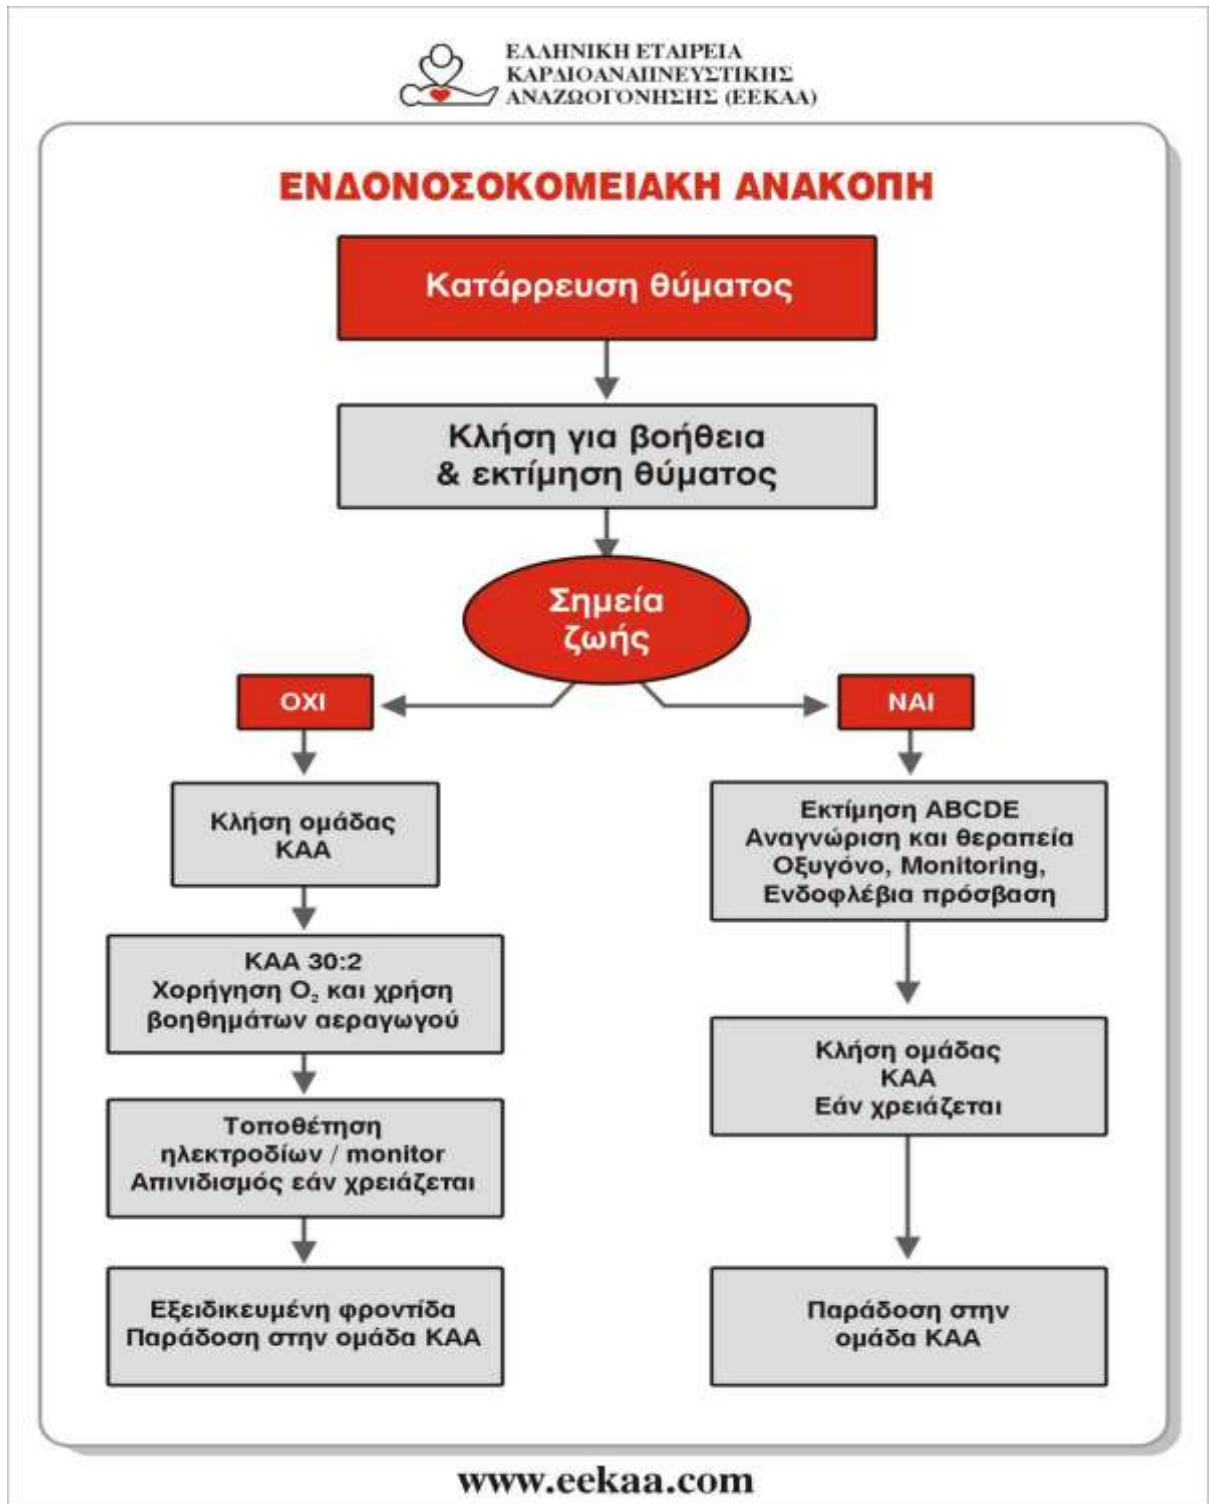 ΕΛΛΗΝΙΚΗ ΕΤΑΙΡΕΙΑ
ΚΑΡΔΙΟΑΝΑΠΝΕΥΣΤΙΚΗΣ
ΑΝΑΖΩΟΓΟΝΗΣΗΣ (ΕΕΚΑΑ)
ΕΝΔΟΝΟΣΟΚΟΜΕΙΑΚΗ ΑΝΑΚΟΠΗ
Κατάρρευση θύματος
Κλήση για βοήθεια
& εκτίμηση θύματος
Σημεία
ζωής
ΟΧΙ
Κλήση ομάδας
ΚΑΑ
ΚΑΑ 30:2
Χορήγηση O₂ και χρήση
βοηθημάτων αεραγωγού
Τοποθέτηση
ηλεκτροδίων / monitor
Απινιδισμός εάν χρειάζεται
Εξειδικευμένη φροντίδα
Παράδοση στην ομάδα ΚΑΑ
ΝΑΙ
Εκτίμηση ABCDE
Αναγνώριση και θεραπεία
Οξυγόνο, Monitoring,
Ενδοφλέβια πρόσβαση
Κλήση ομάδας
ΚΑΑ
Εάν χρειάζεται
Παράδοση στην
ομάδα ΚΑΑ
www.eekaa.com